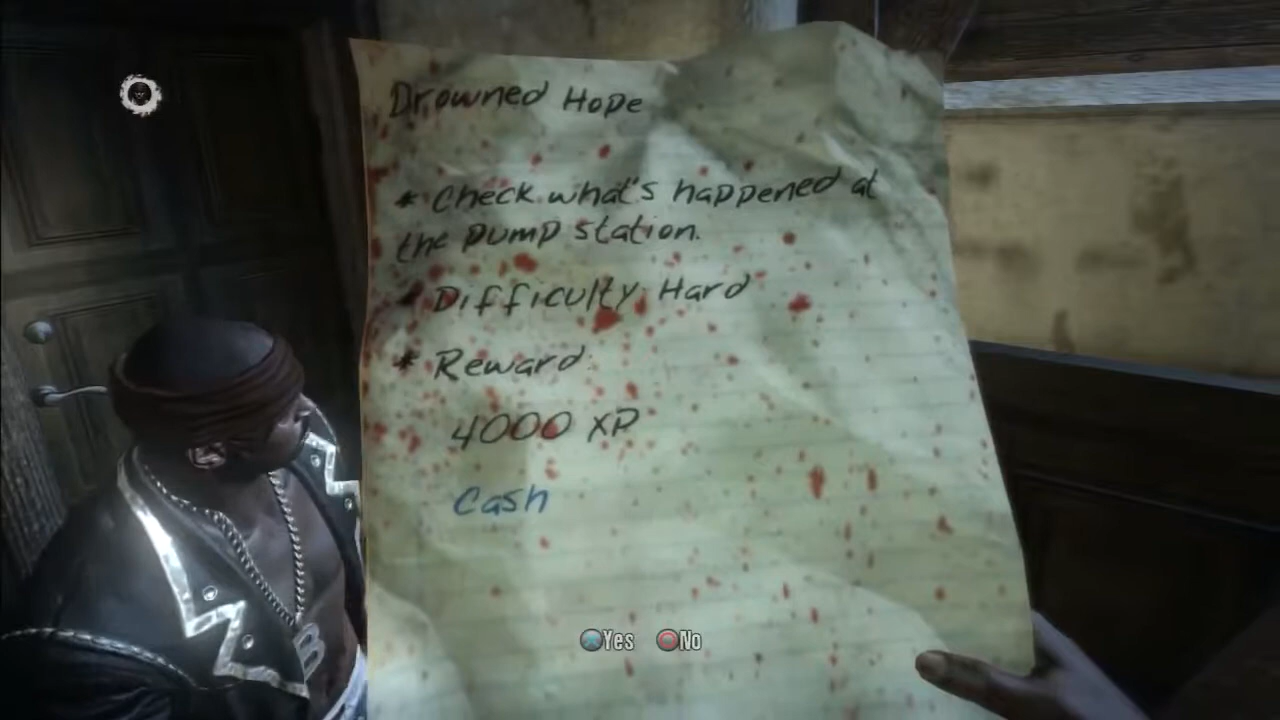 Drowned Hope
* Check what's happened at
the pump station.
* Difficulty Hard
* Reward:
4000 XP
Cash
Yes No
B